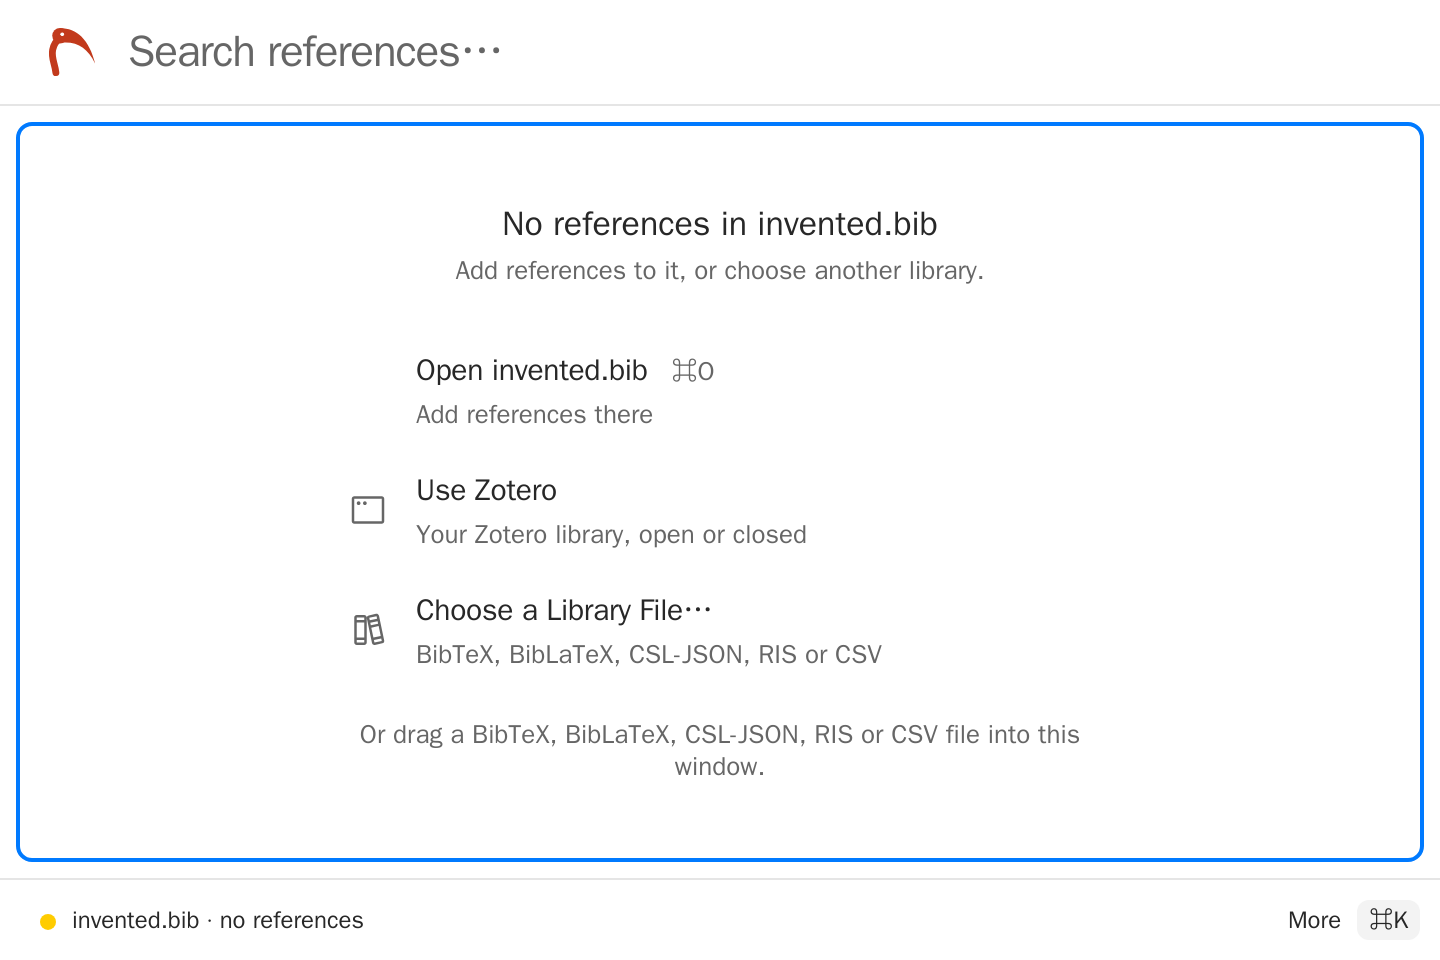 Search references···
No references in invented.bib
Add references to it, or choose another library.
Open invented.bib ⌘O
Add references there
Use Zotero
Your Zotero library, open or closed
Choose a Library File···
BibTeX, BibLaTeX, CSL-JSON, RIS or CSV
Or drag a BibTeX, BibLaTeX, CSL-JSON, RIS or CSV file into this
window.
invented.bib · no references
More ⌘K